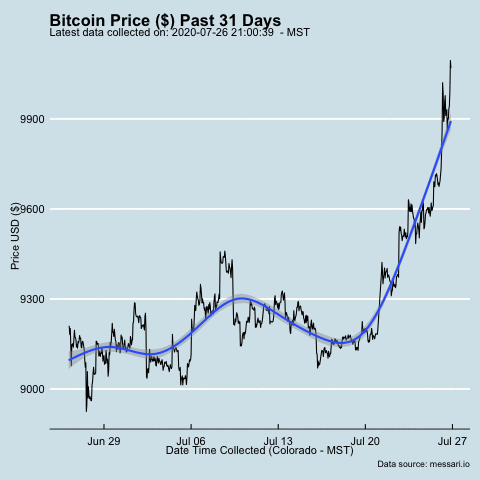 Bitcoin Price ($) Past 31 Days
Latest data collected on: 2020-07-26 21:00:39  - MST
Price USD ($)
9900
9600
9300
9000
Jun 29
Jul 06
Jul 13
Jul 20
Jul 27
Date Time Collected (Colorado - MST)
Data source: messari.io